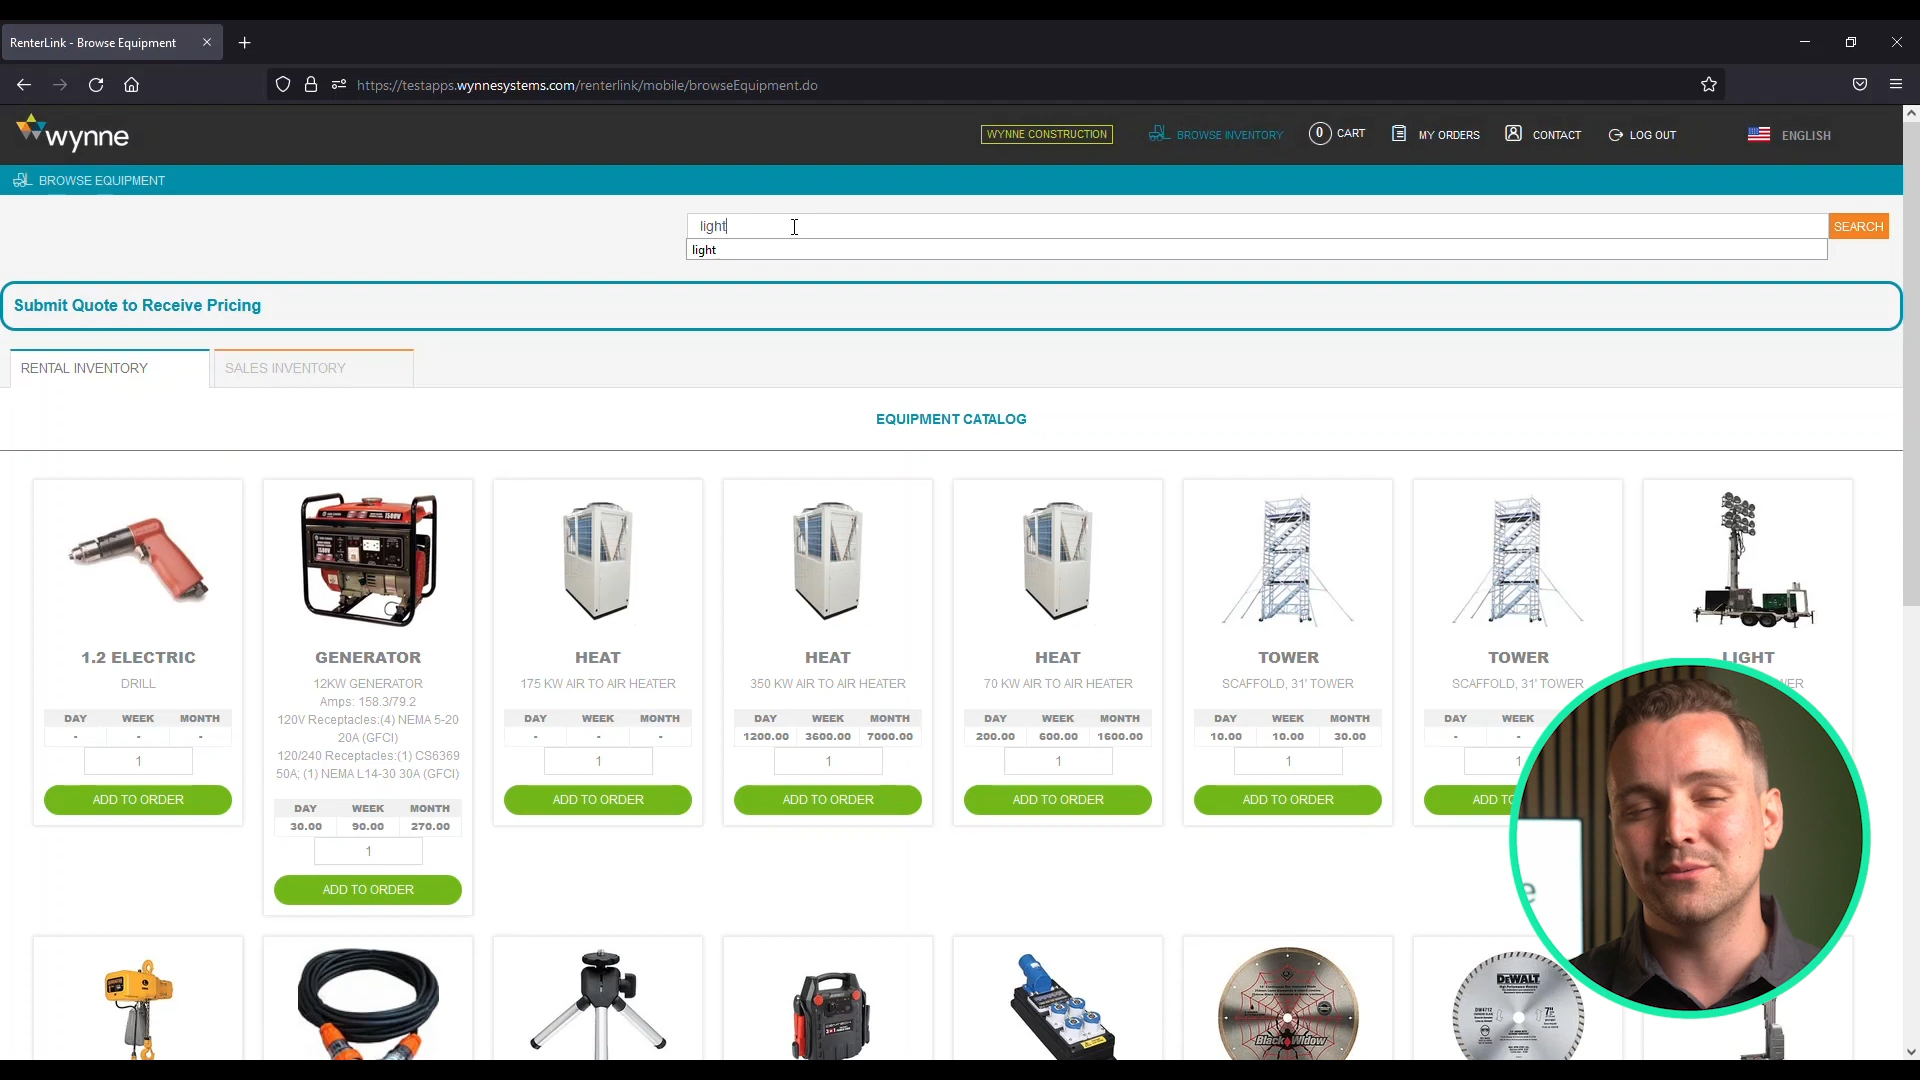 RenterLink - Browse Equipment
https://testapps.wynnesystems.com/renterlink/mobile/browseEquipment.do
wynne
WYNNE CONSTRUCTION
BROWSE INVENTORY
0 CART
MY ORDERS
CONTACT
LOG OUT
ENGLISH
BROWSE EQUIPMENT
light
SEARCH
light
Submit Quote to Receive Pricing
RENTAL INVENTORY
SALES INVENTORY
EQUIPMENT CATALOG
1.2 ELECTRIC
DRILL
DAY WEEK MONTH
- - -
1
ADD TO ORDER
GENERATOR
12KW GENERATOR
Amps: 158.3/79.2
120V Receptacles:(4) NEMA 5-20
20A (GFCI)
120/240 Receptacles:(1) CS6369
50A; (1) NEMA L14-30 30A (GFCI)
DAY WEEK MONTH
30.00 90.00 270.00
1
ADD TO ORDER
HEAT
175 KW AIR TO AIR HEATER
DAY WEEK MONTH
- - -
1
ADD TO ORDER
HEAT
350 KW AIR TO AIR HEATER
DAY WEEK MONTH
1200.00 3600.00 7000.00
1
ADD TO ORDER
HEAT
70 KW AIR TO AIR HEATER
DAY WEEK MONTH
200.00 600.00 1600.00
1
ADD TO ORDER
TOWER
SCAFFOLD, 31' TOWER
DAY WEEK MONTH
10.00 10.00 30.00
1
ADD TO ORDER
TOWER
SCAFFOLD, 31' TOWER
DAY WEEK
- -
1
ADD TO
LIGHT
DEWALT
Black Widow